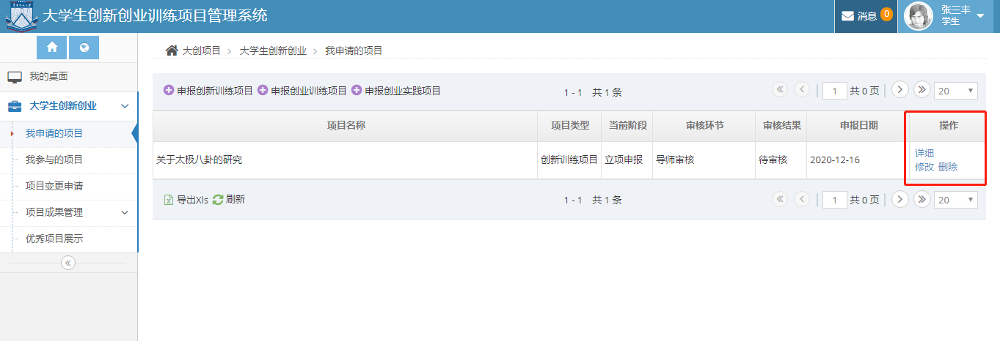 大学生创新创业训练项目管理系统
消息 0
张三丰
学生
我的桌面
大学生创新创业
我申请的项目
我参与的项目
项目变更申请
项目成果管理
优秀项目展示
大创项目 大学生创新创业 我申请的项目
申报创新训练项目 申报创业训练项目 申报创业实践项目 1 - 1 共 1 条 1 共 0 页 20
项目名称 项目类型 当前阶段 审核环节 审核结果 申报日期 操作
关于太极八卦的研究 创新训练项目 立项申报 导师审核 待审核 2020-12-16 详细
修改 删除
导出Xls 刷新 1 - 1 共 1 条 1 共 0 页 20